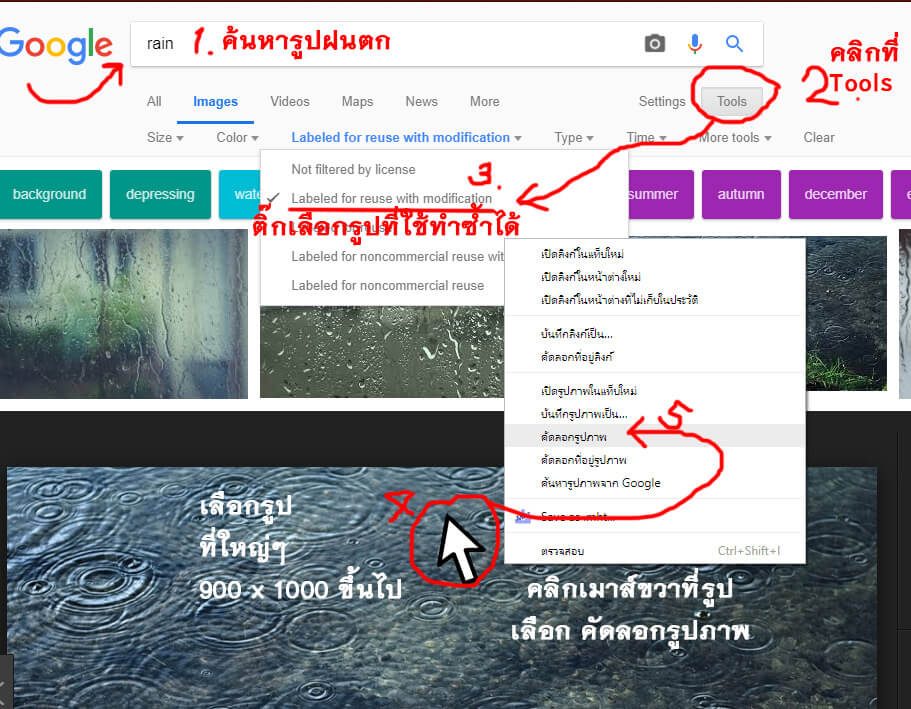 Google
rain
1. ค้นหารูปฝนตก
คลิกที่
2 Tools
All Images Videos Maps News More Settings Tools
Size Color Labeled for reuse with modification Type Time More tools Clear
Not filtered by license
3.
Labeled for reuse with modification
ติ๊กเลือกรูปที่ใช้ทำซ้ำได้
Labeled for noncommercial reuse wit
Labeled for noncommercial reuse
background depressing wate summer autumn december
เปิดลิงก์ในแท็บใหม่
เปิดลิงก์ในหน้าต่างใหม่
เปิดลิงก์ในหน้าต่างที่ไม่เก็บในประวัติ
บันทึกลิงก์เป็น...
คัดลอกที่อยู่ลิงก์
เปิดรูปภาพในแท็บใหม่
บันทึกรูปภาพเป็น...
5
คัดลอกรูปภาพ
คัดลอกที่อยู่รูปภาพ
ค้นหารูปภาพจาก Google
Save as .mht...
ตรวจสอบ Ctrl+Shift+I
4
เลือกรูป
ที่ใหญ่ๆ
900 x 1000 ขึ้นไป
คลิกเมาส์ขวาที่รูป
เลือก คัดลอกรูปภาพ